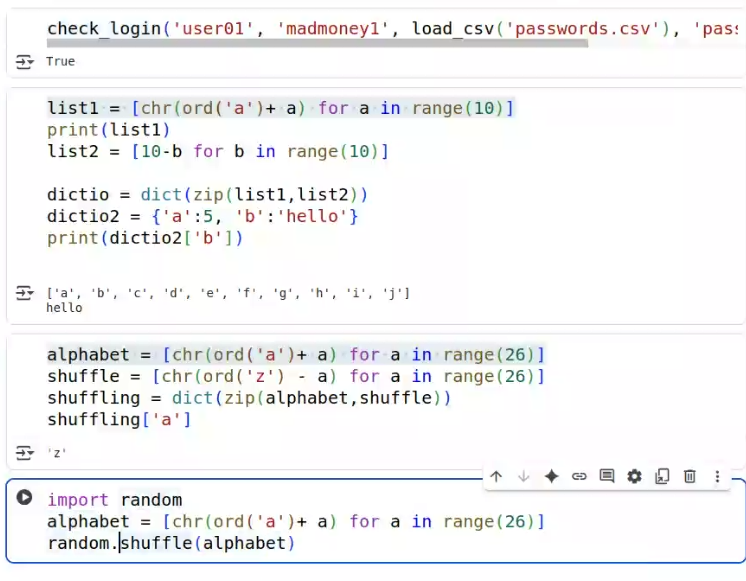 check_login('user01', 'madmoney1', load_csv('passwords.csv'), 'pas
True
list1 = [chr(ord('a')+ a) for a in range(10)]
print(list1)
list2 = [10-b for b in range(10)]
dictio = dict(zip(list1,list2))
dictio2 = {'a':5, 'b':'hello'}
print(dictio2['b'])
['a', 'b', 'c', 'd', 'e', 'f', 'g', 'h', 'i', 'j']
hello
alphabet = [chr(ord('a')+ a) for a in range(26)]
shuffle = [chr(ord('z') - a) for a in range(26)]
shuffling = dict(zip(alphabet,shuffle))
shuffling['a']
'z'
import random
alphabet = [chr(ord('a')+ a) for a in range(26)]
random.shuffle(alphabet)